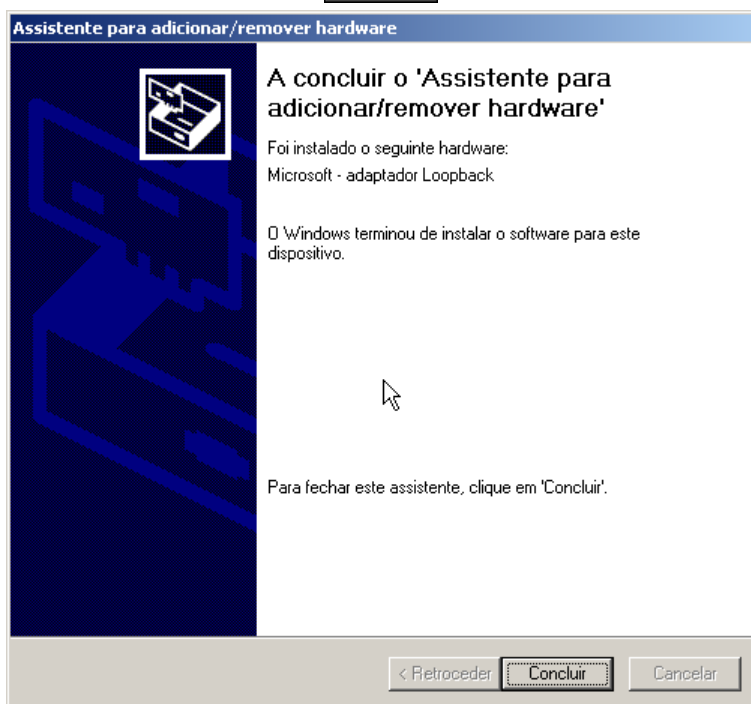 Assistente para adicionar/remover hardware
A concluir o 'Assistente para
adicionar/remover hardware'
Foi instalado o seguinte hardware:
Microsoft - adaptador Loopback
O Windows terminou de instalar o software para este
dispositivo.
Para fechar este assistente, clique em 'Concluir'.
< Retroceder Concluir Cancelar